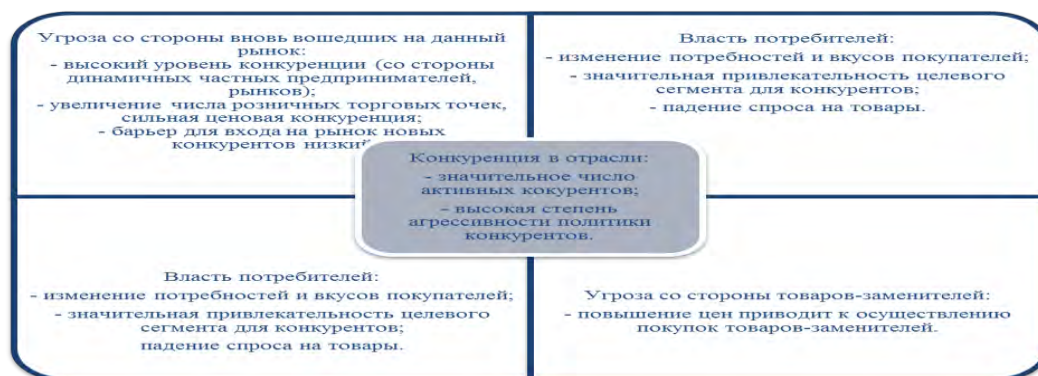 Угроза со стороны вновь вошедших на данный
рынок:
- высокий уровень конкуренции (со стороны
динамичных частных предпринимателей,
рынков);
- увеличение числа розничных торговых точек,
сильная ценовая конкуренция;
- барьер для входа на рынок новых
конкурентов низкий
Власть потребителей:
- изменение потребностей и вкусов покупателей;
- значительная привлекательность целевого
сегмента для конкурентов;
- падение спроса на товары.
Конкуренция в отрасли:
- значительное число
активных кокурентов;
- высокая степень
агрессивности политики
конкурентов.
Власть потребителей:
- изменение потребностей и вкусов покупателей;
- значительная привлекательность целевого
сегмента для конкурентов;
падение спроса на товары.
Угроза со стороны товаров-заменителей:
- повышение цен приводит к осуществлению
покупок товаров-заменителей.